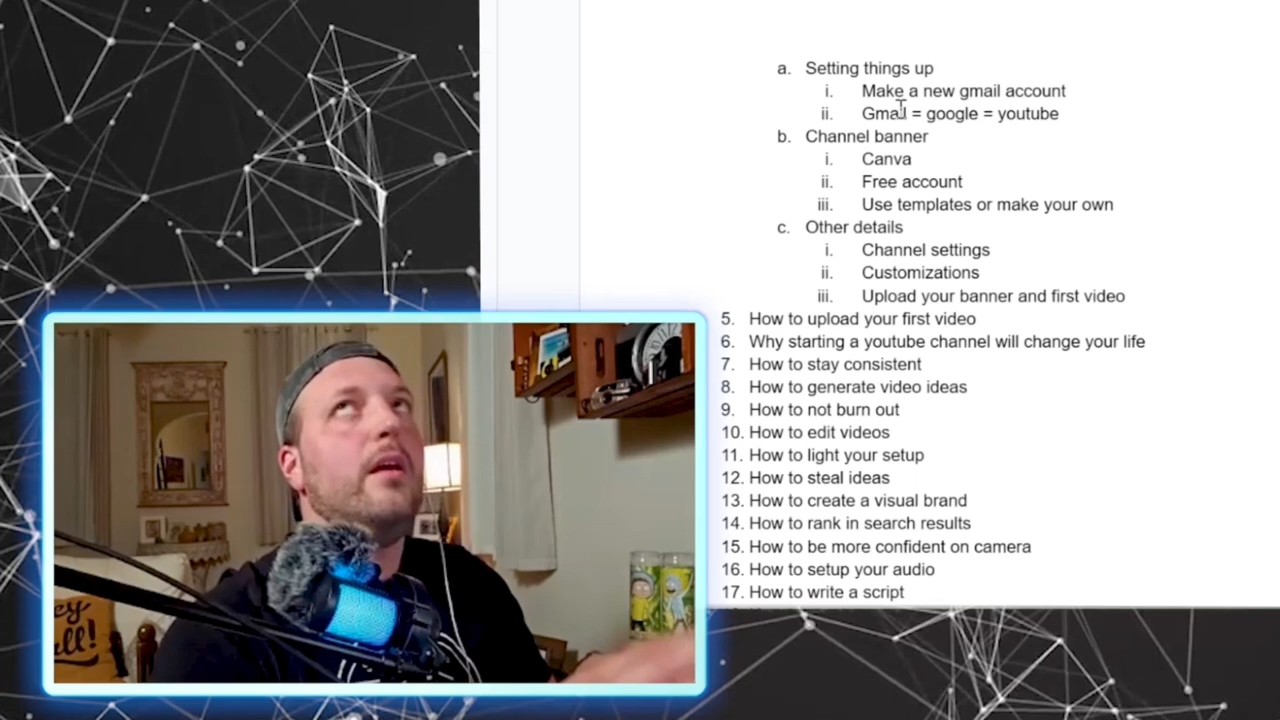 a. Setting things up
i. Make a new gmail account
ii. Gmail = google = youtube
b. Channel banner
i. Canva
ii. Free account
iii. Use templates or make your own
c. Other details
i. Channel settings
ii. Customizations
iii. Upload your banner and first video
5. How to upload your first video
6. Why starting a youtube channel will change your life
7. How to stay consistent
8. How to generate video ideas
9. How to not burn out
10. How to edit videos
11. How to light your setup
12. How to steal ideas
13. How to create a visual brand
14. How to rank in search results
15. How to be more confident on camera
16. How to setup your audio
17. How to write a script
ey
all!